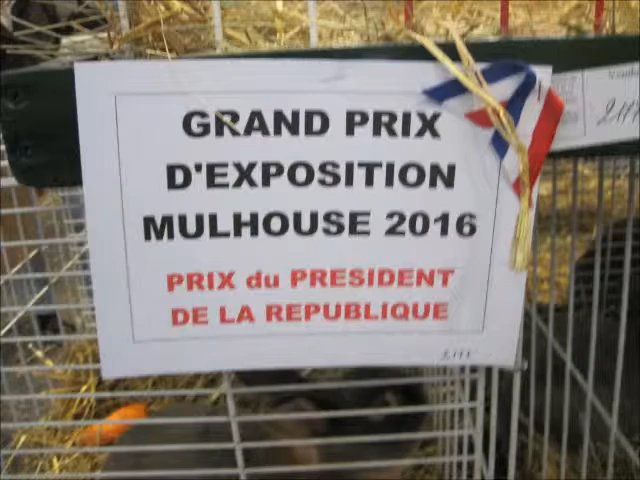 GRAND PRIX
D'EXPOSITION
MULHOUSE 2016
PRIX du PRESIDENT
DE LA REPUBLIQUE